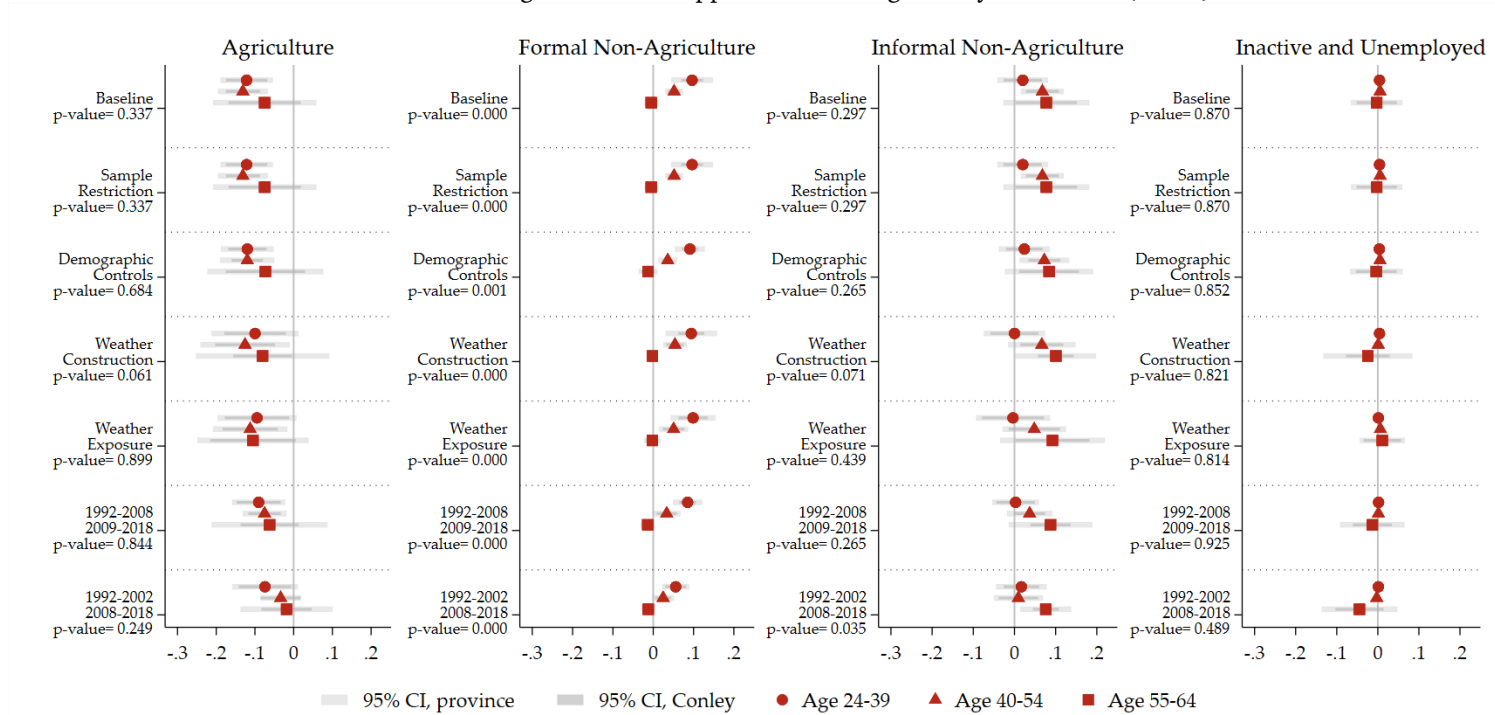 Agriculture
Baseline
p-value= 0.337
Sample
Restriction
p-value= 0.337
Demographic
Controls
p-value= 0.684
Weather
Construction
p-value= 0.061
Weather
Exposure
p-value= 0.899
1992-2008
2009-2018
p-value= 0.844
1992-2002
2008-2018
p-value= 0.249
-.3 -.2 -.1 0 .1 .2
Formal Non-Agriculture
Baseline
p-value= 0.000
Sample
Restriction
p-value= 0.000
Demographic
Controls
p-value= 0.001
Weather
Construction
p-value= 0.000
Weather
Exposure
p-value= 0.000
1992-2008
2009-2018
p-value= 0.000
1992-2002
2008-2018
p-value= 0.000
-.3 -.2 -.1 0 .1 .2
Informal Non-Agriculture
Baseline
p-value= 0.297
Sample
Restriction
p-value= 0.297
Demographic
Controls
p-value= 0.265
Weather
Construction
p-value= 0.071
Weather
Exposure
p-value= 0.439
1992-2008
2009-2018
p-value= 0.265
1992-2002
2008-2018
p-value= 0.035
-.3 -.2 -.1 0 .1 .2
Inactive and Unemployed
Baseline
p-value= 0.870
Sample
Restriction
p-value= 0.870
Demographic
Controls
p-value= 0.852
Weather
Construction
p-value= 0.821
Weather
Exposure
p-value= 0.814
1992-2008
2009-2018
p-value= 0.925
1992-2002
2008-2018
p-value= 0.489
-.3 -.2 -.1 0 .1 .2
95% CI, province 95% CI, Conley Age 24-39 Age 40-54 Age 55-64